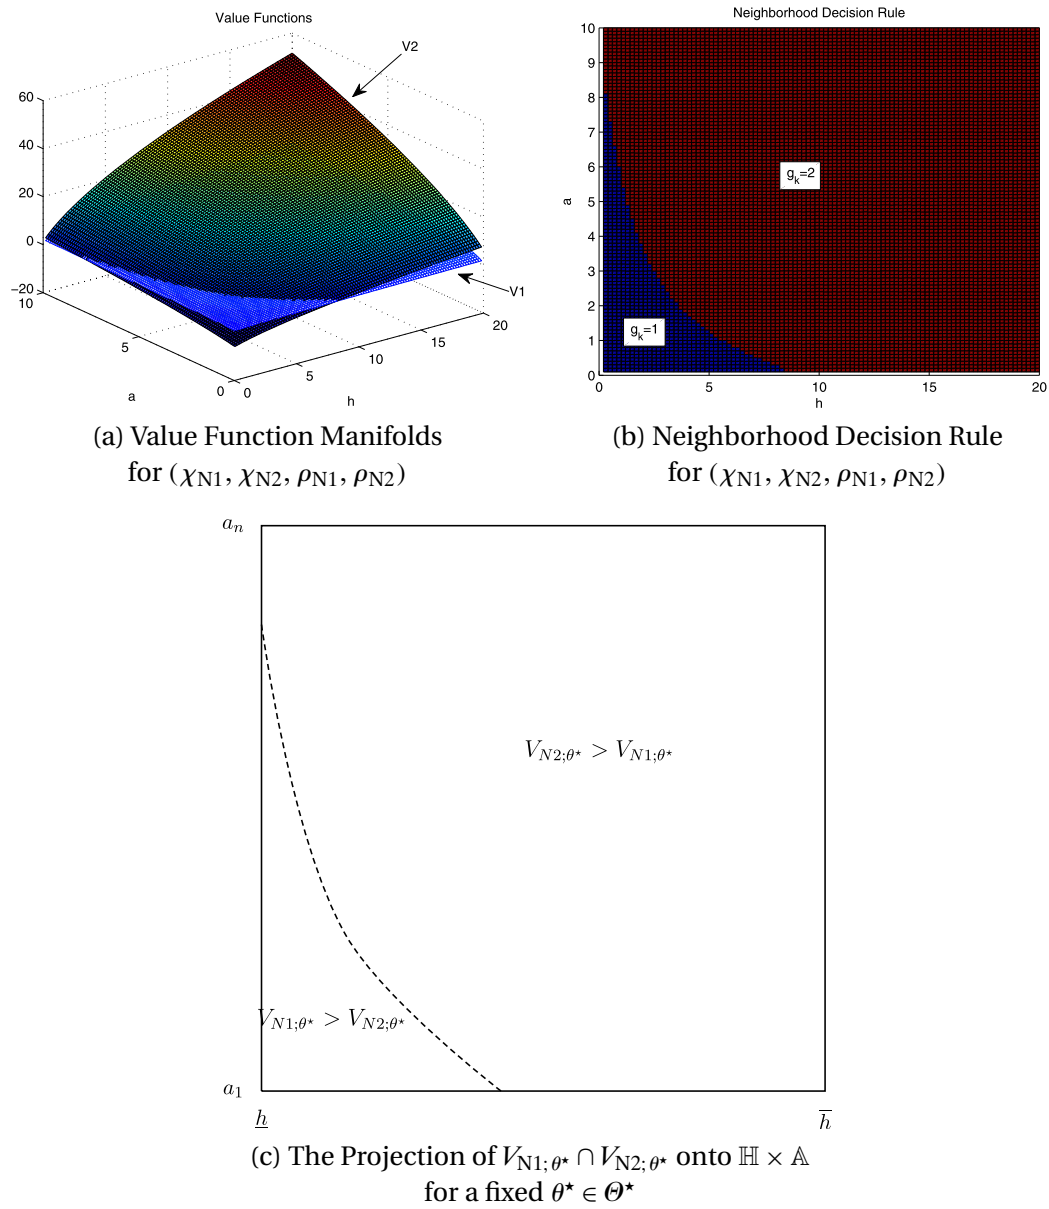 Value Functions
V2
60
40
20
0
−20
10
5
0
a
0
5
10
15
20
h
V1
Neighborhood Decision Rule
10
9
8
7
6
5
4
3
2
1
0
a
g_k=2
g_k=1
0
5
10
15
20
h
(a) Value Function Manifolds
for (χ_N1, χ_N2, ρ_N1, ρ_N2)
(b) Neighborhood Decision Rule
for (χ_N1, χ_N2, ρ_N1, ρ_N2)
a_n
V_{N2;θ⋆} > V_{N1;θ⋆}
V_{N1;θ⋆} > V_{N2;θ⋆}
a_1
h̲
h̅
(c) The Projection of V_{N1;θ⋆} ∩ V_{N2;θ⋆} onto ℍ × 𝔸
for a fixed θ⋆ ∈ Θ⋆